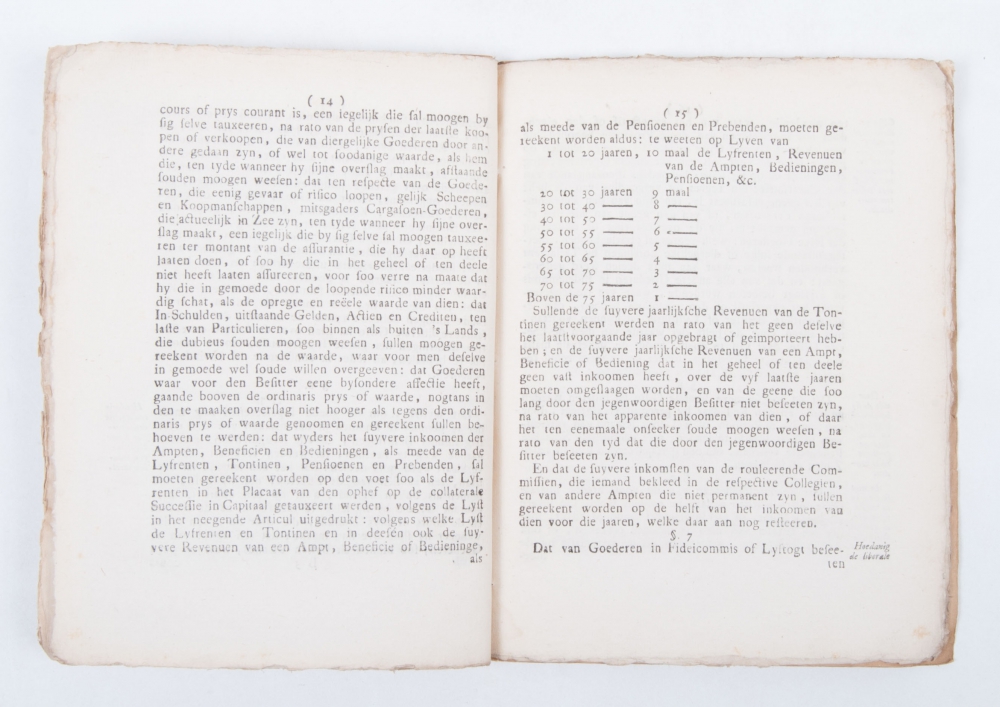 ( 14 )
cours of prys courant is, een iegelijk die ſal moogen by
ſig ſelve tauxeeren, na rato van de pryſen der laatſte koo-
pen of verkoopen, die van diergelijke Goederen door an-
dere gedaan zyn, of wel tot ſoodanige waarde, als hem
die, ten tyde wanneer hy ſijne overſlag maakt, afſtaande
ſouden moogen weeſen: dat ten reſpecte van de Goede-
ren, die eenig gevaar of riſico loopen, gelijk Scheepen
en Koopmanſchappen, mitsgaders Cargaſoen-Goederen,
die actueelijk in Zee zyn, ten tyde wanneer hy ſijne over-
ſlag maakt, een iegelijk die by ſig ſelve ſal moogen tauxee-
ren ter montant van de aſſurantie, die hy daar op heeft
laaten doen, of ſoo hy die in het geheel of ten deele
niet heeft laaten aſſureeren, voor ſoo verre na maate dat
hy die in gemoede door de loopende riſico minder waar-
dig ſchat, als de opregte en reëele waarde van dien: dat
In-Schulden, uitſtaande Gelden, Actien en Crediten, ten
laſte van Particulieren, ſoo binnen als buiten 's Lands,
die dubieus ſouden moogen weeſen, ſullen moogen ge-
reekent worden na de waarde, waar voor men deſelve
in gemoede wel ſoude willen overgeeven: dat Goederen
waar voor den Beſitter eene byſondere affectie heeft,
gaande booven de ordinaris prys of waarde, nogtans in
den te maaken overſlag niet hooger als tegens den ordi-
naris prys of waarde genoomen en gereekent ſullen be-
hoeven te werden: dat wyders het ſuyvere inkoomen der
Ampten, Beneficien en Bedieningen, als meede van de
Lyfrenten, Tontinen, Penſioenen en Prebenden, ſal
moeten gereekent worden op den voet ſoo als de Lyf-
renten in het Placaat van den ophef op de collaterale
Succeſſie in Capitaal getauxeert werden, volgens de Lyſt
in het neegende Articul uitgedrukt: volgens welke Lyſt
de Lyfrenten en Tontinen en in deeſen ook de ſuy-
vere Revenuen van een Ampt, Beneficie of Bedieninge,
als
( 15 )
als meede van de Penſioenen en Prebenden, moeten ge-
reekent worden aldus: te weeten op Lyven van
1 tot 20 jaaren, 10 maal de Lyfrenten, Revenuen
van de Ampten, Bedieningen,
Penſioenen, &c.
20 tot 30 jaaren 9 maal
30 tot 40 —— 8 ——
40 tot 50 —— 7 ——
50 tot 55 —— 6 ——
55 tot 60 —— 5 ——
60 tot 65 —— 4 ——
65 tot 70 —— 3 ——
70 tot 75 —— 2 ——
Boven de 75 jaaren 1 ——
Sullende de ſuyvere jaarlijkſche Revenuen van de Ton-
tinen gereekent werden na rato van het geen deſelve
het laatſtvoorgaande jaar opgebragt of geimporteert heb-
ben; en de ſuyvere jaarlijkſche Revenuen van een Ampt,
Beneficie of Bediening dat in het geheel of ten deele
geen vaſt inkoomen heeft, over de vyf laatſte jaaren
moeten omgeſlaagen worden, en van de geene die ſoo
lang door den jegenwoordigen Beſitter niet beſeeten zyn,
na rato van het apparente inkoomen van dien, of daar
het ten eenemaale onſeeker ſoude moogen weeſen, na
rato van den tyd dat die door den jegenwoordigen Be-
ſitter beſeeten zyn.
En dat de ſuyvere inkomſten van de rouleerende Com-
miſſien, die iemand bekleed in de reſpective Collegien,
en van andere Ampten die niet permanent zyn, ſullen
gereekent worden op de helft van het inkoomen van
dien voor die jaaren, welke daar aan nog reſteeren.
§. 7
Dat van Goederen in Fideicommis of Lyftogt beſee-
Hoedanig
de liberale
ten